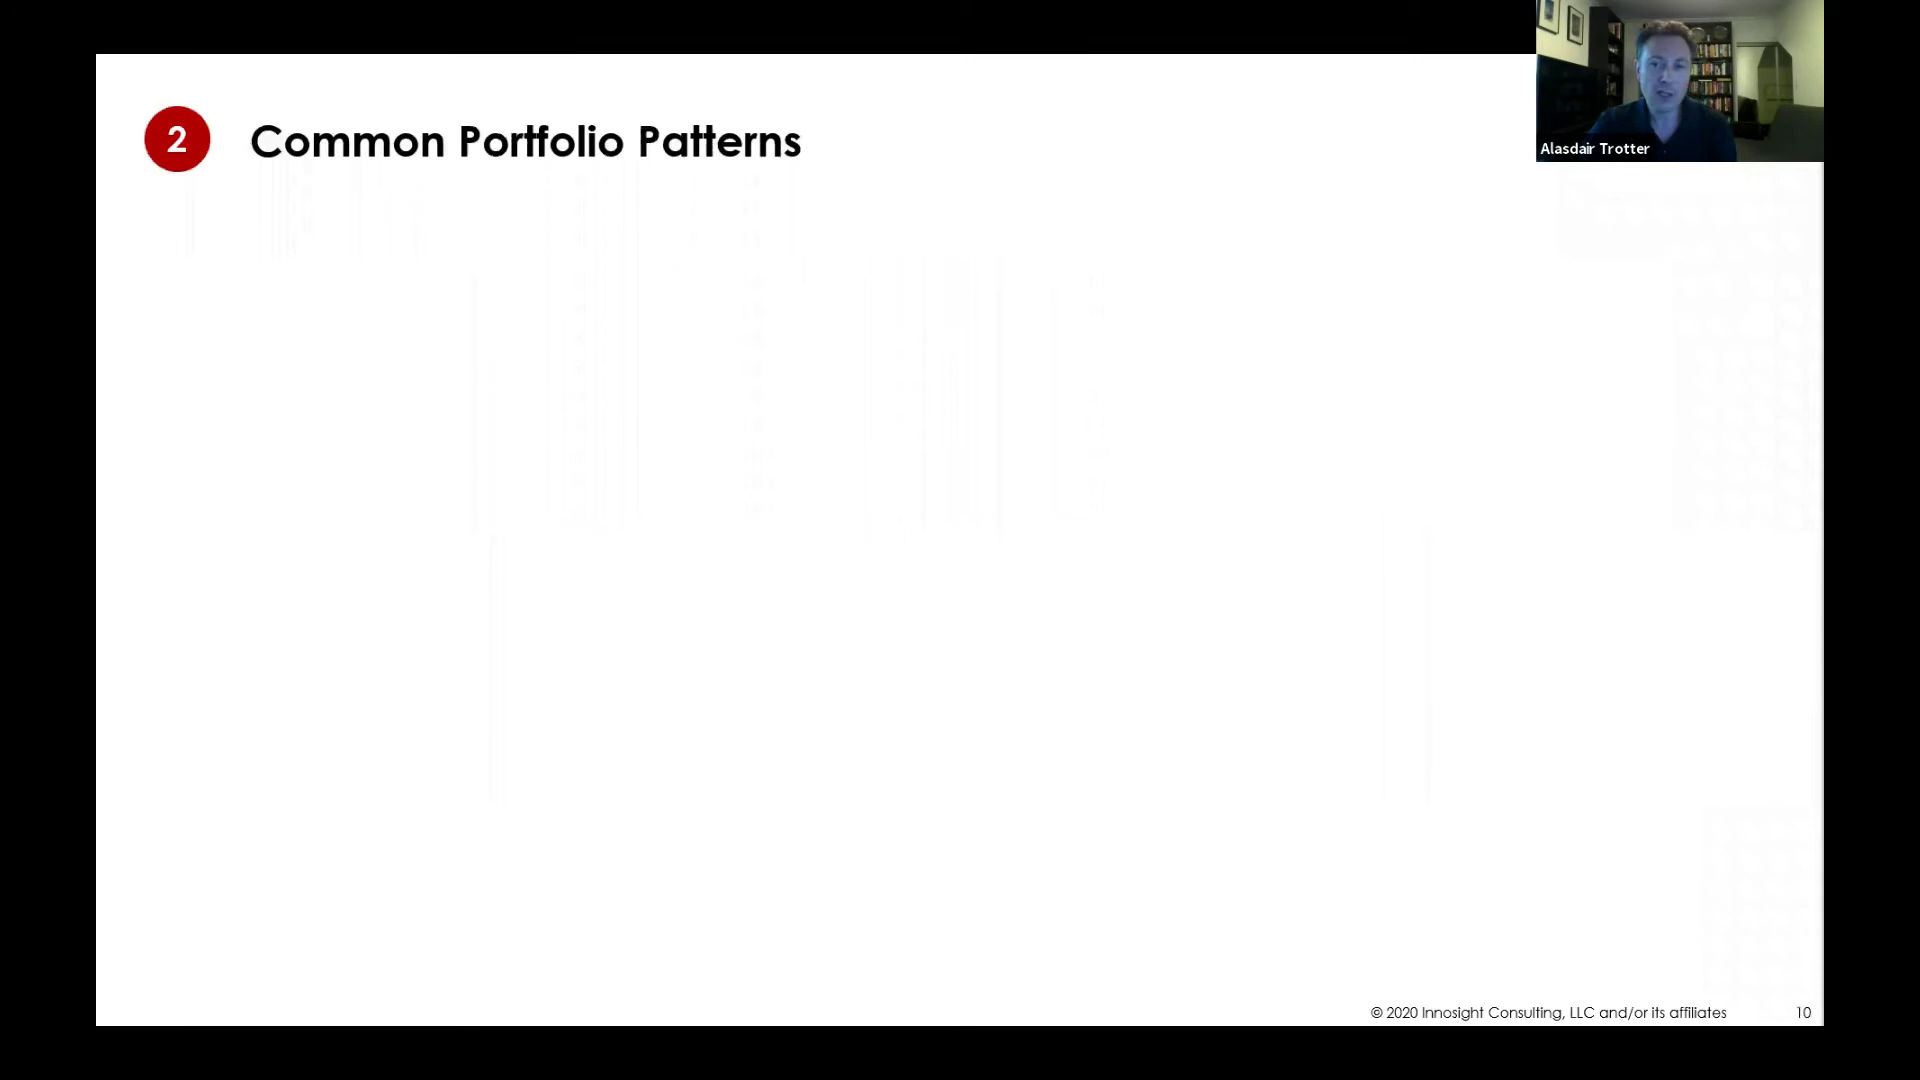 2 Common Portfolio Patterns
Alasdair Trotter
© 2020 Innosight Consulting, LLC and/or its affiliates 10